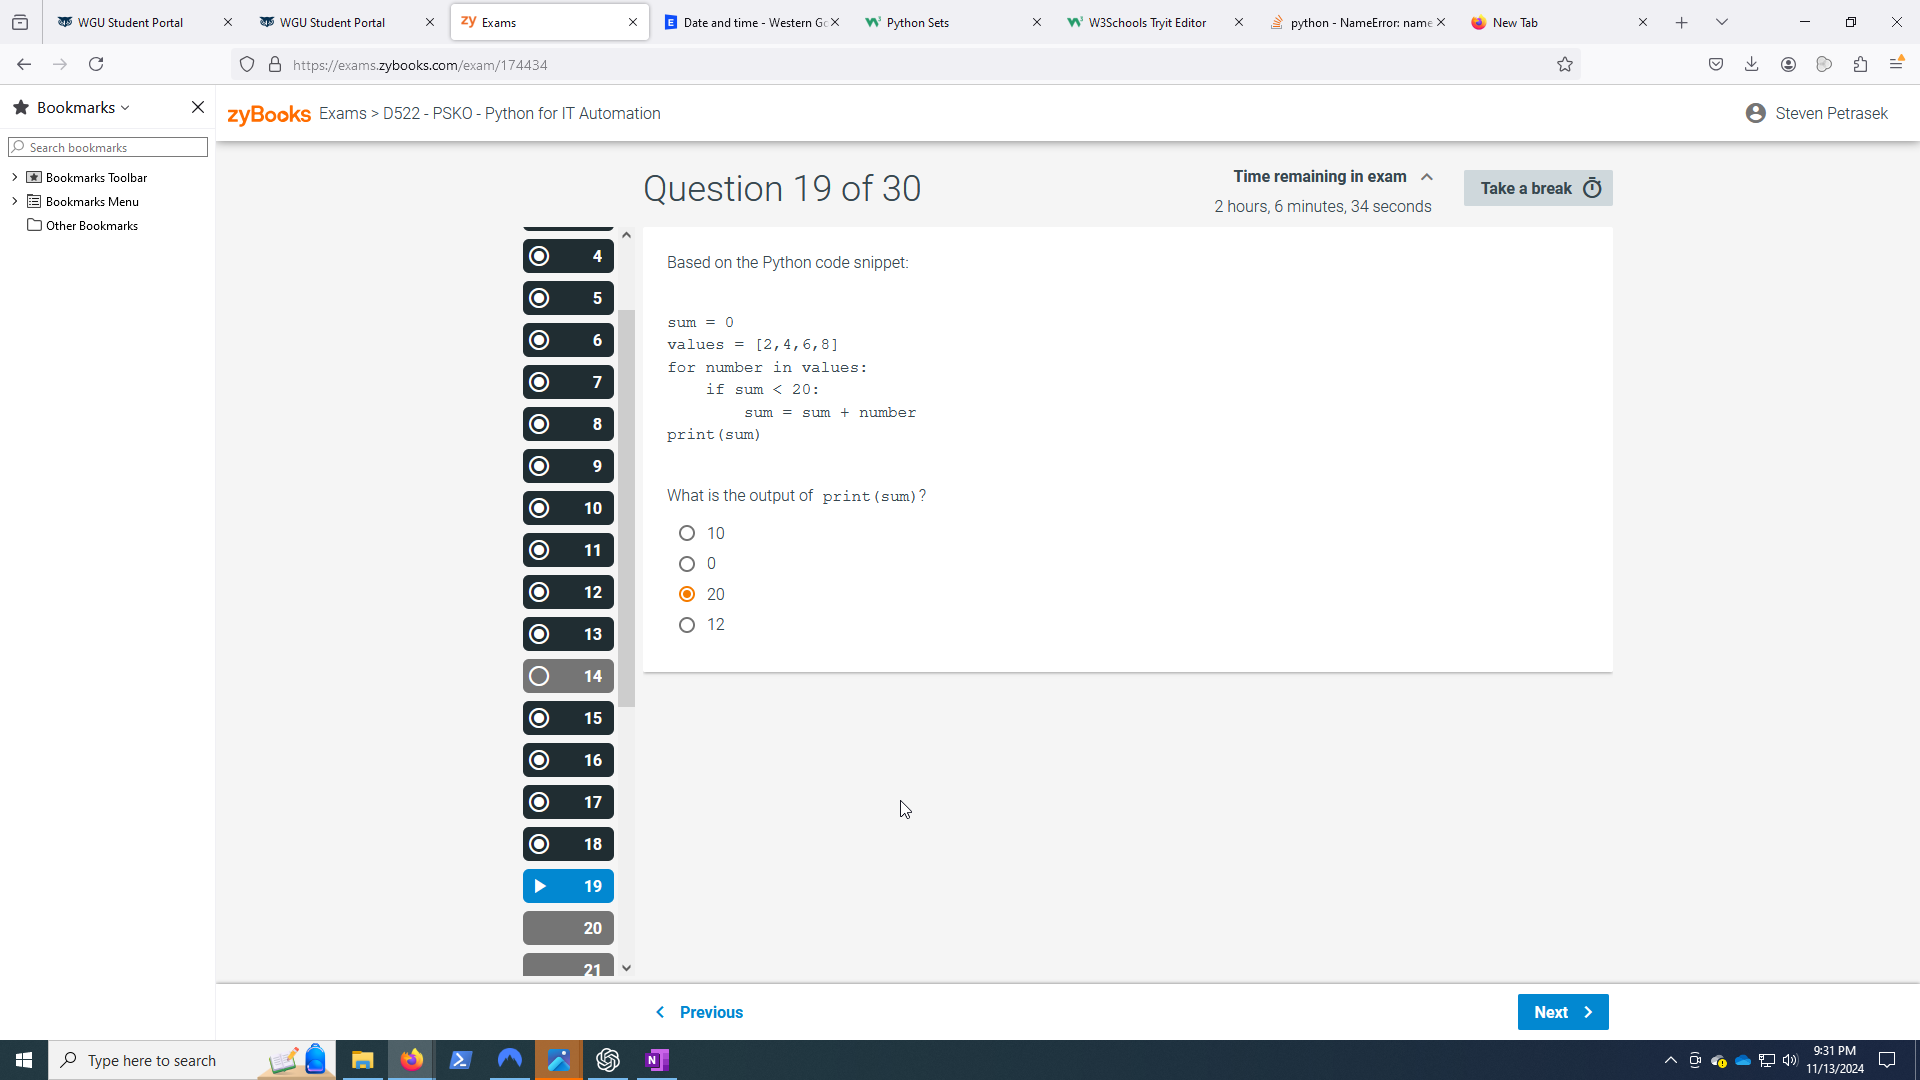 WGU Student Portal
WGU Student Portal
zy Exams
Date and time - Western Go
Python Sets
W3Schools Tryit Editor
python - NameError: name
New Tab
https://exams.zybooks.com/exam/174434
Bookmarks
Search bookmarks
Bookmarks Toolbar
Bookmarks Menu
Other Bookmarks
zyBooks Exams > D522 - PSKO - Python for IT Automation
Steven Petrasek
Question 19 of 30
Time remaining in exam
2 hours, 6 minutes, 34 seconds
Take a break
4
5
6
7
8
9
10
11
12
13
14
15
16
17
18
19
20
21
Based on the Python code snippet:
sum = 0
values = [2,4,6,8]
for number in values:
    if sum < 20:
        sum = sum + number
print(sum)
What is the output of print(sum)?
10
0
20
12
Previous
Next
Type here to search
9:31 PM
11/13/2024